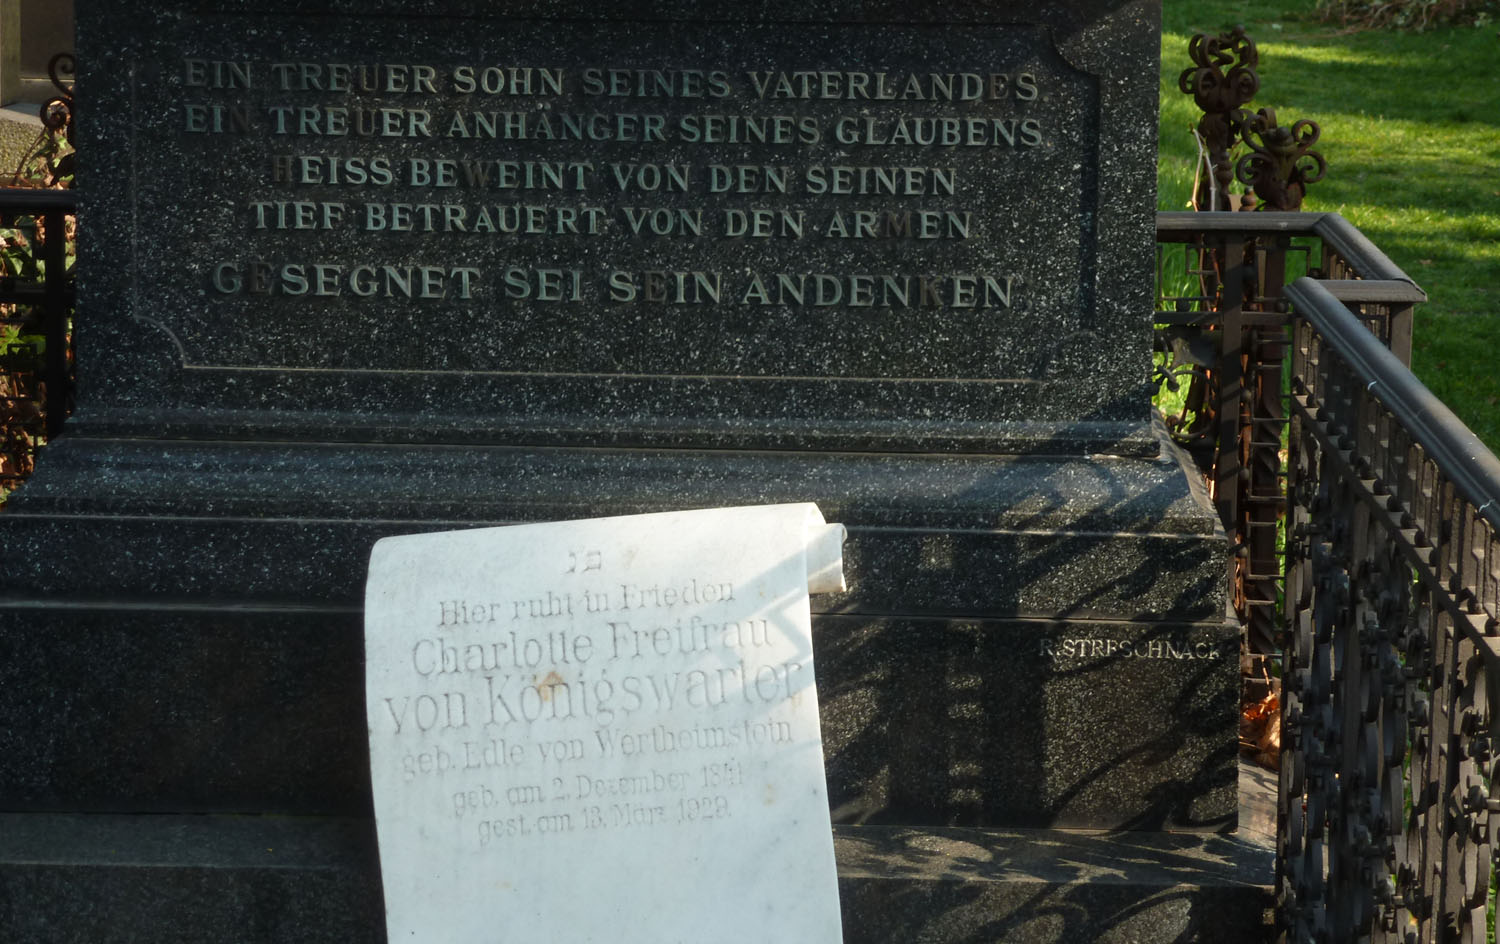 EIN TREUER SOHN SEINES VATERLANDES
EIN TREUER ANHÄNGER SEINES GLAUBENS
HEISS BEWEINT VON DEN SEINEN
TIEF BETRAUERT VON DEN ARMEN
GESEGNET SEI SEIN ANDENKEN
פנ
Hier ruht in Frieden
Charlotte Freifrau
von Königswarter
geb. Edle von Wertheimstein
geb. am 2. Dezember 1841
gest. am 13. März 1929.
R. STRESCHNACK